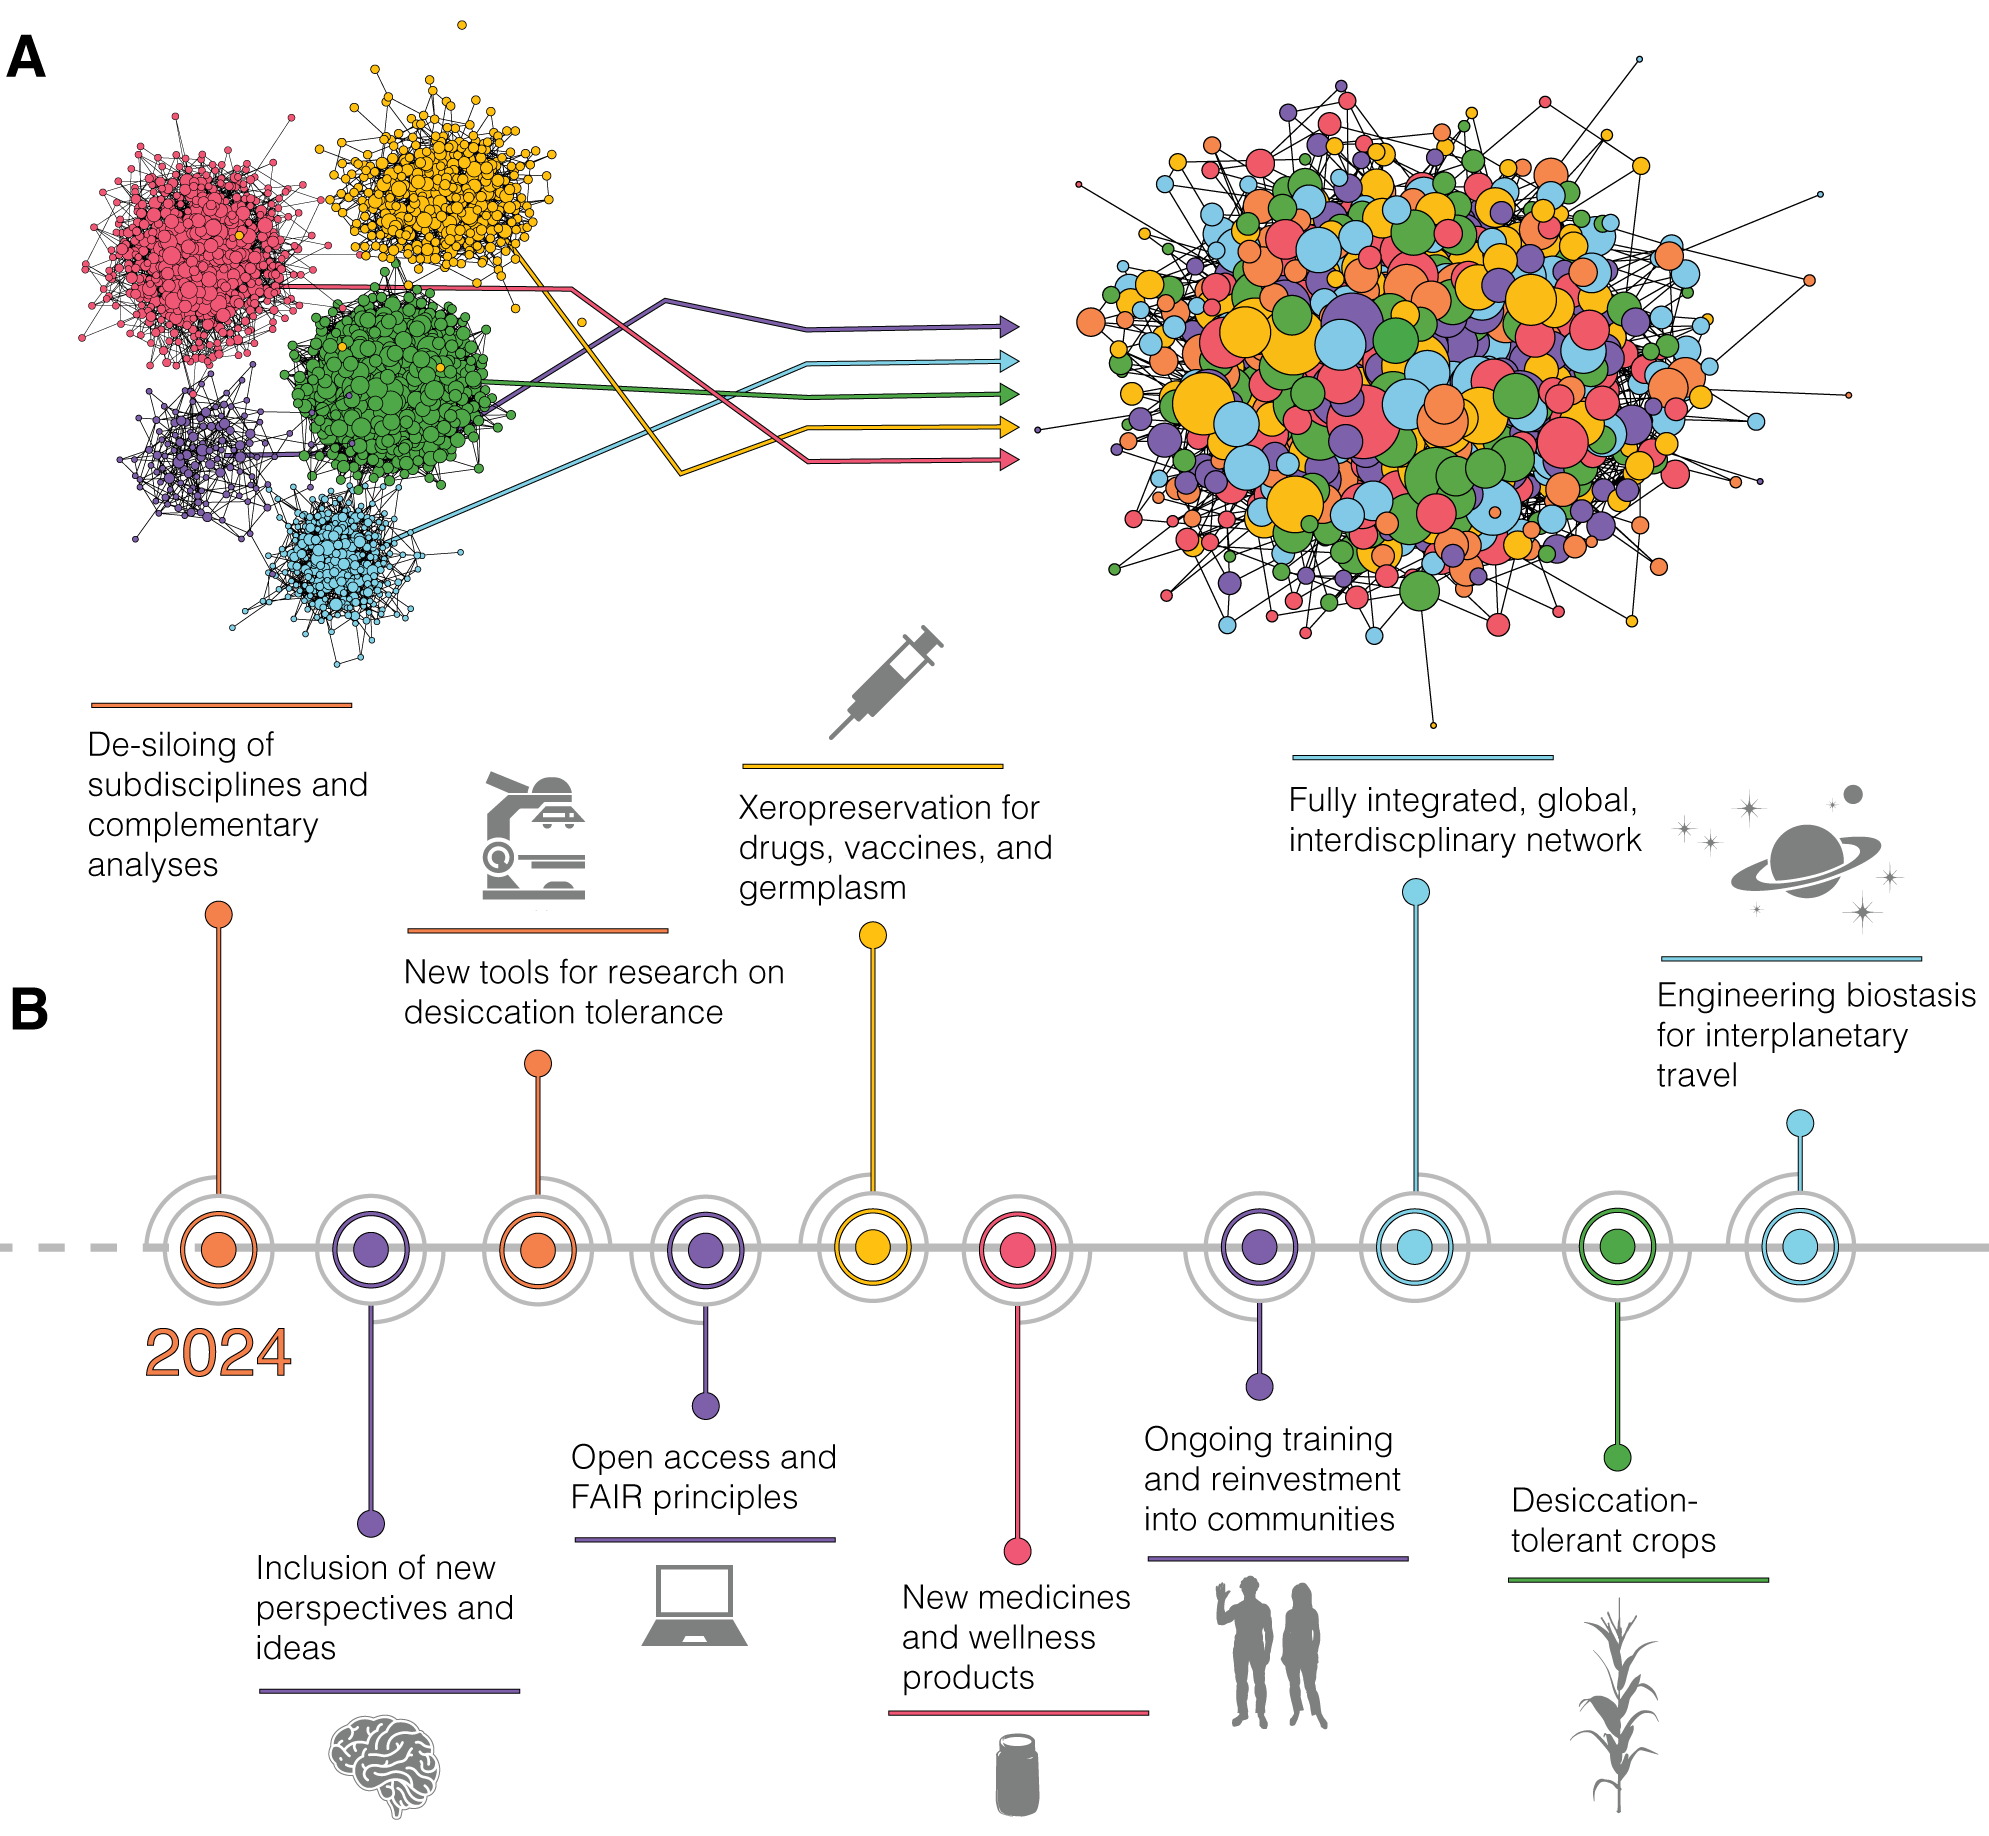 A
De-siloing of
subdisciplines and
complementary
analyses
New tools for research on
desiccation tolerance
Xeropreservation for
drugs, vaccines, and
germplasm
Fully integrated, global,
interdiscplinary network
Engineering biostasis
for interplanetary
travel
B
2024
Inclusion of new
perspectives and
ideas
Open access and
FAIR principles
New medicines
and wellness
products
Ongoing training
and reinvestment
into communities
Desiccation-
tolerant crops